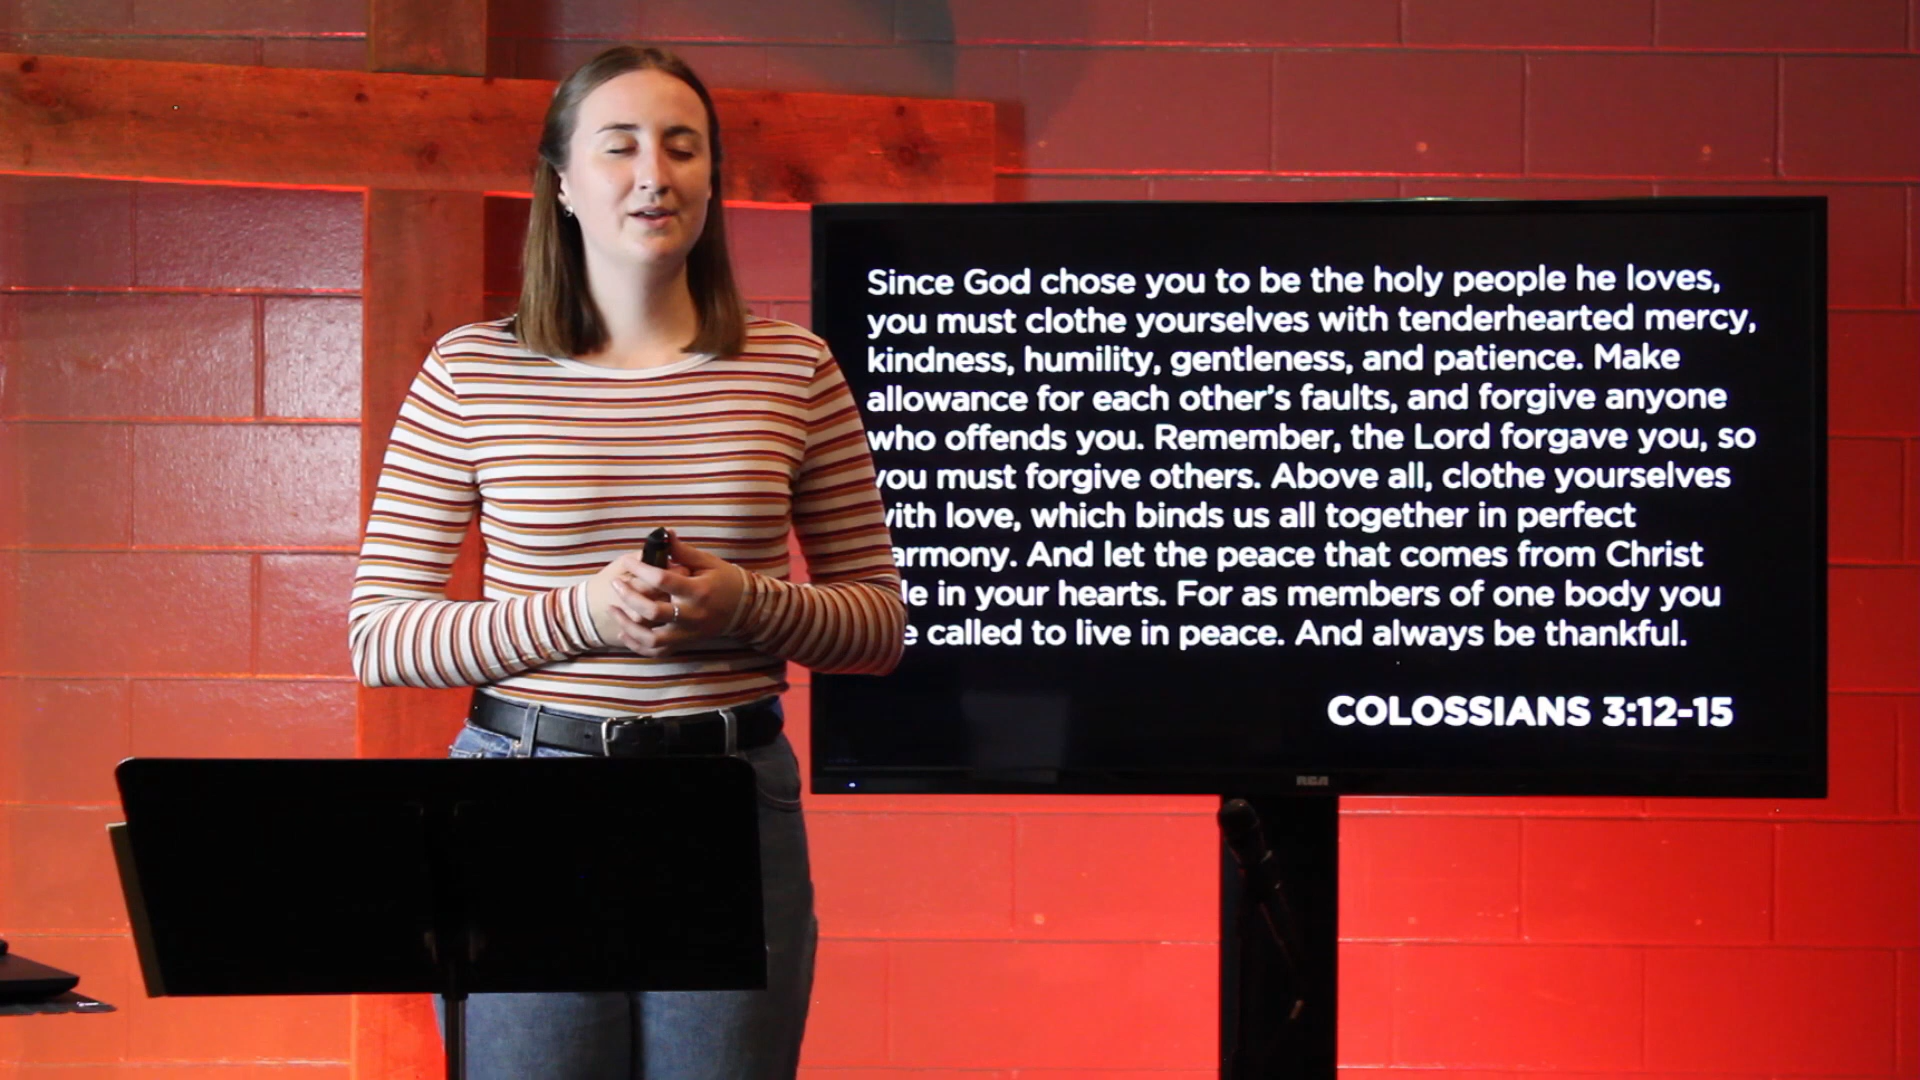 Since God chose you to be the holy people he loves,
you must clothe yourselves with tenderhearted mercy,
kindness, humility, gentleness, and patience. Make
allowance for each other's faults, and forgive anyone
who offends you. Remember, the Lord forgave you, so
you must forgive others. Above all, clothe yourselves
with love, which binds us all together in perfect
armony. And let the peace that comes from Christ
le in your hearts. For as members of one body you
e called to live in peace. And always be thankful.
COLOSSIANS 3:12-15
RCA